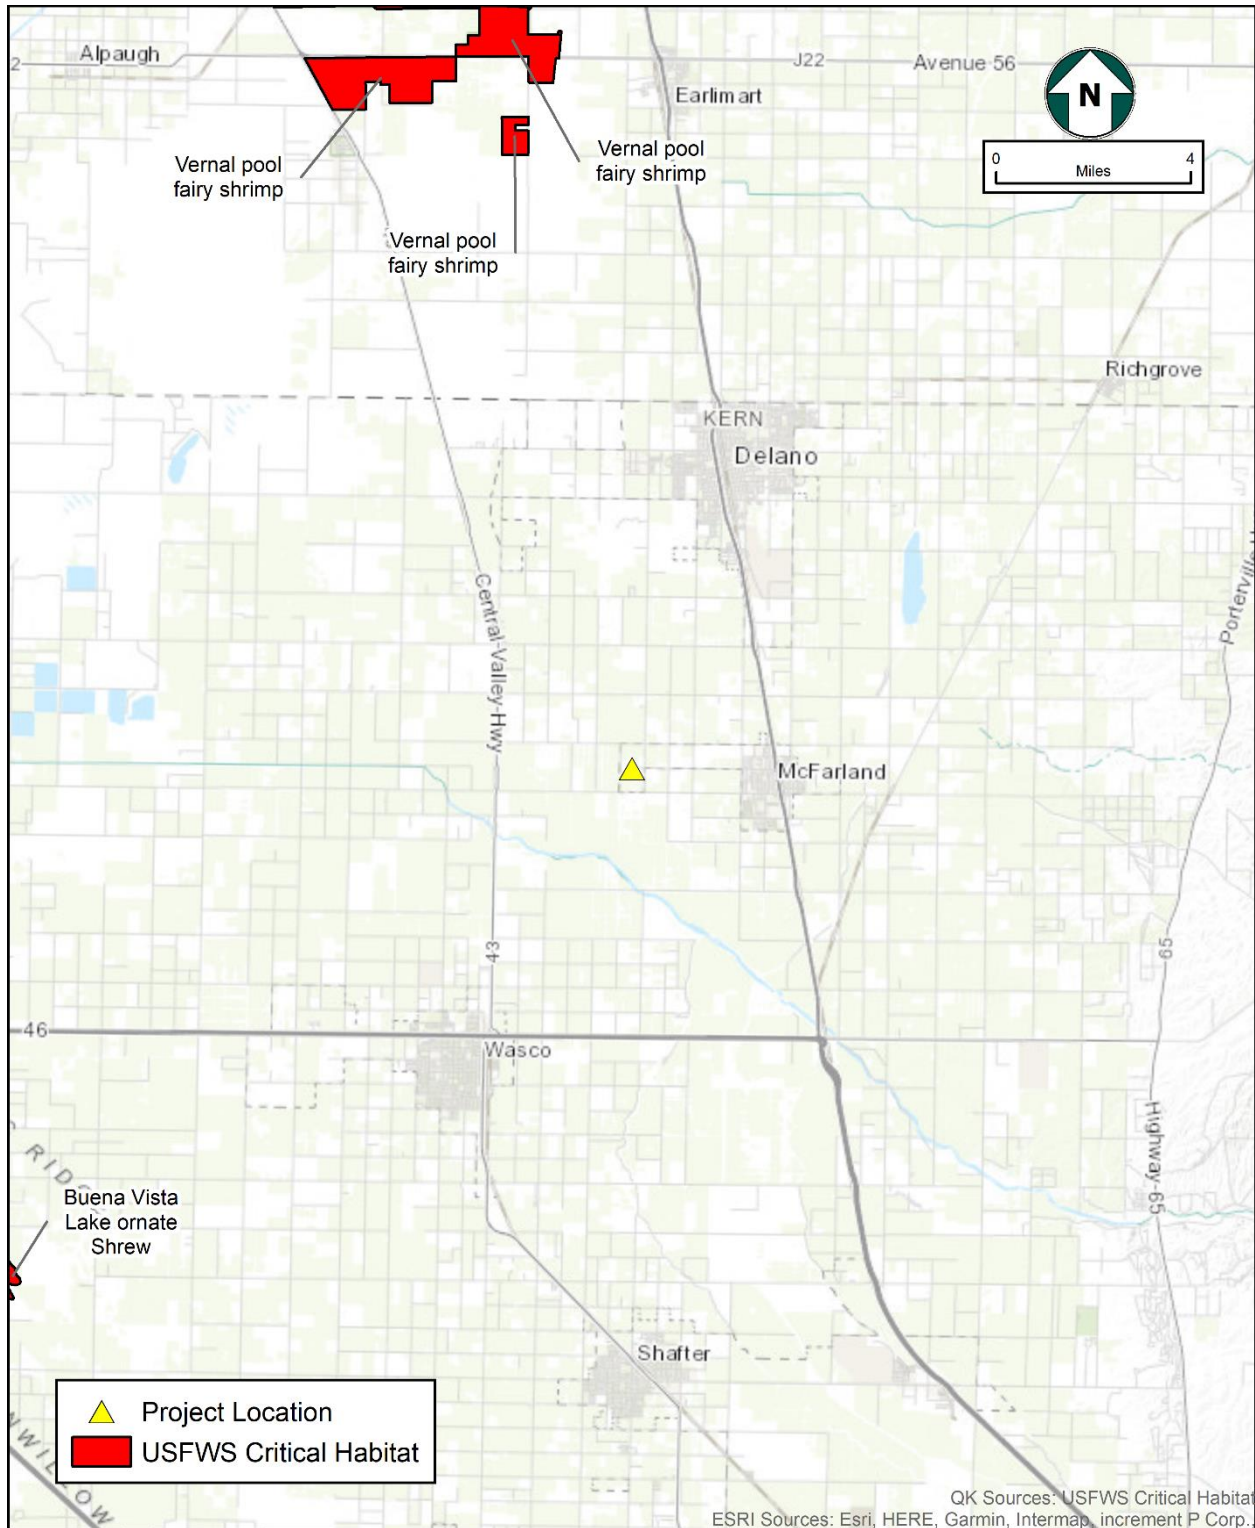 Alpaugh
2
J22
Avenue 56
N
Earlimart
0
4
Miles
Vernal pool
fairy shrimp
Vernal pool
fairy shrimp
Vernal pool
fairy shrimp
Richgrove
KERN
Delano
Central-Valley-Hwy
McFarland
43
65
46
Wasco
Highway-65
Buena Vista
Lake ornate
Shrew
Shafter
Project Location
USFWS Critical Habitat
QK Sources: USFWS Critical Habitat
ESRI Sources: Esri, HERE, Garmin, Intermap, increment P Corp.,